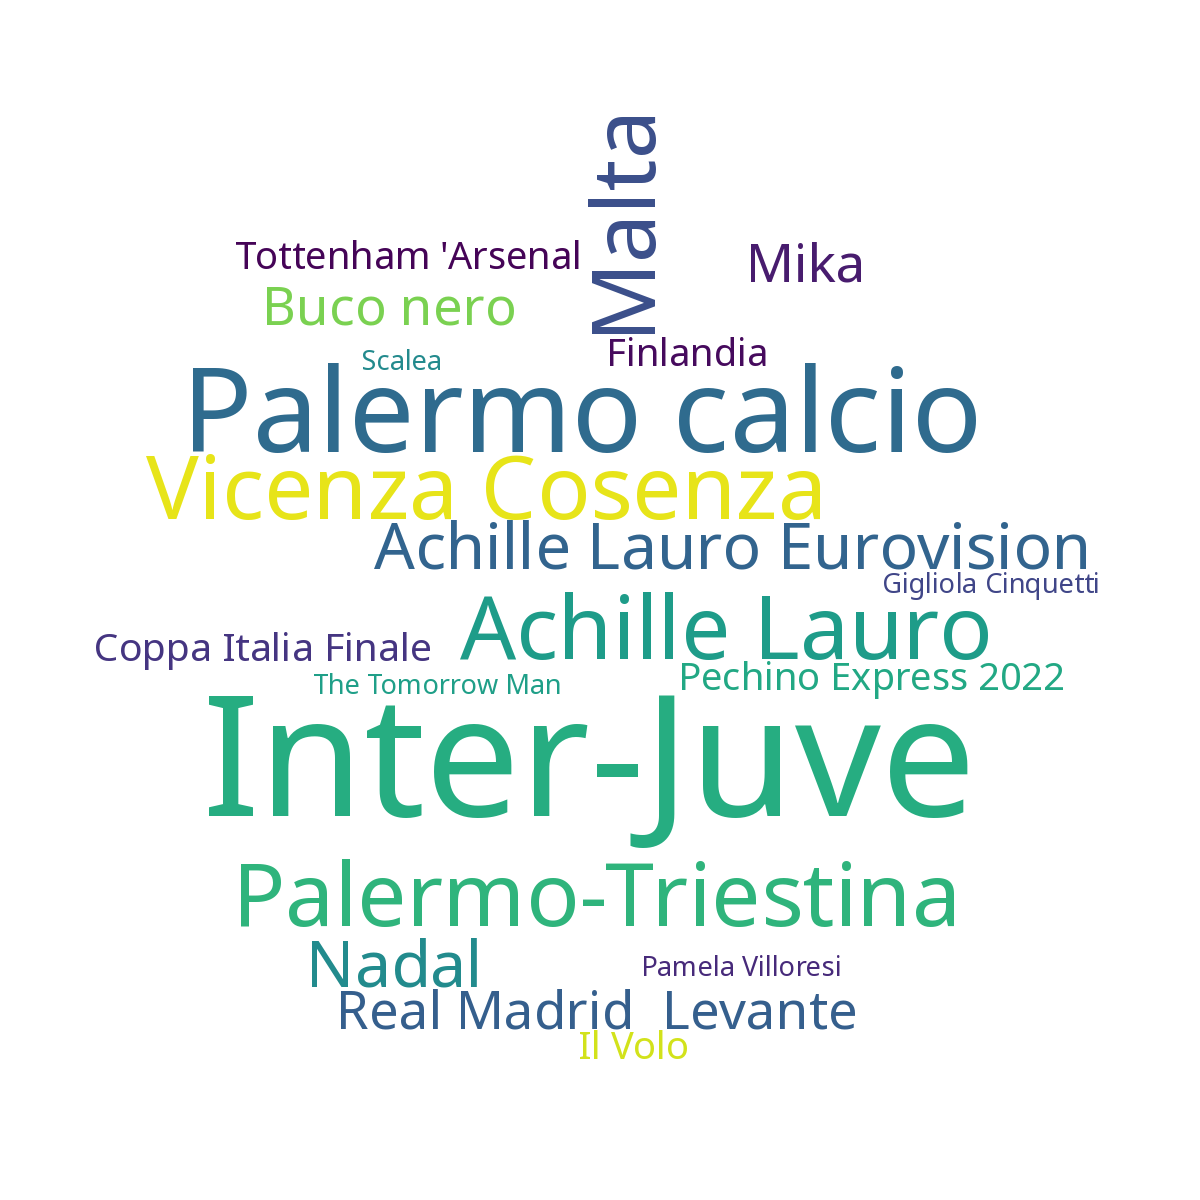 Malta
Tottenham 'Arsenal
Mika
Buco nero
Finlandia
Scalea
Palermo calcio
Vicenza Cosenza
Achille Lauro Eurovision
Gigliola Cinquetti
Achille Lauro
Coppa Italia Finale
Pechino Express 2022
The Tomorrow Man
Inter-Juve
Palermo-Triestina
Nadal
Pamela Villoresi
Real Madrid  Levante
Il Volo